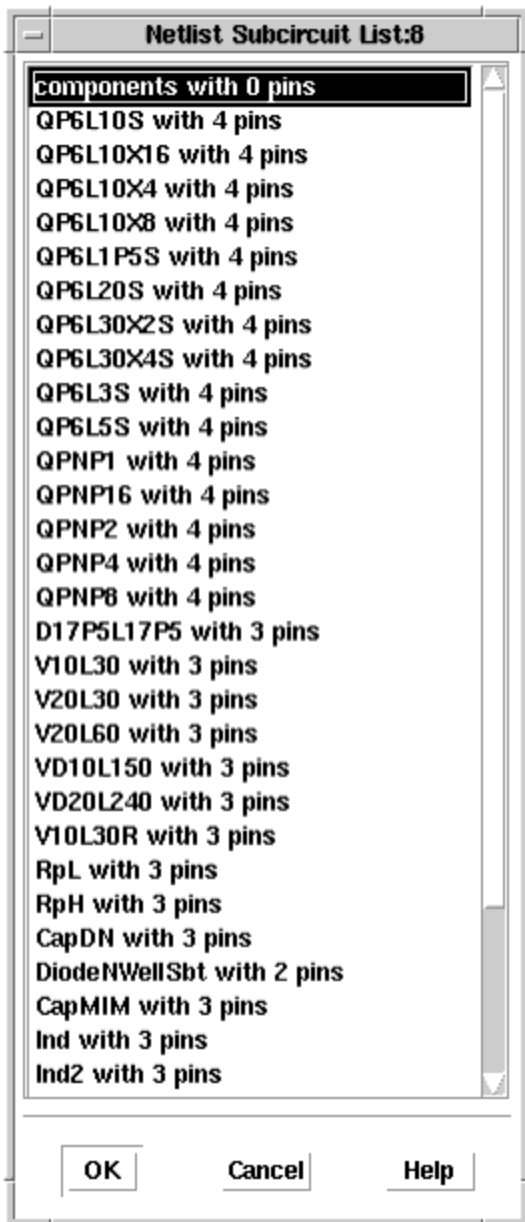 Netlist Subcircuit List:8
components with 0 pins
QP6L10S with 4 pins
QP6L10X16 with 4 pins
QP6L10X4 with 4 pins
QP6L10X8 with 4 pins
QP6L1P5S with 4 pins
QP6L20S with 4 pins
QP6L30X2S with 4 pins
QP6L30X4S with 4 pins
QP6L3S with 4 pins
QP6L5S with 4 pins
QPNP1 with 4 pins
QPNP16 with 4 pins
QPNP2 with 4 pins
QPNP4 with 4 pins
QPNP8 with 4 pins
D17P5L17P5 with 3 pins
V10L30 with 3 pins
V20L30 with 3 pins
V20L60 with 3 pins
VD10L150 with 3 pins
VD20L240 with 3 pins
V10L30R with 3 pins
RpL with 3 pins
RpH with 3 pins
CapDN with 3 pins
DiodeNWellSbt with 2 pins
CapMIM with 3 pins
Ind with 3 pins
Ind2 with 3 pins
OK Cancel Help